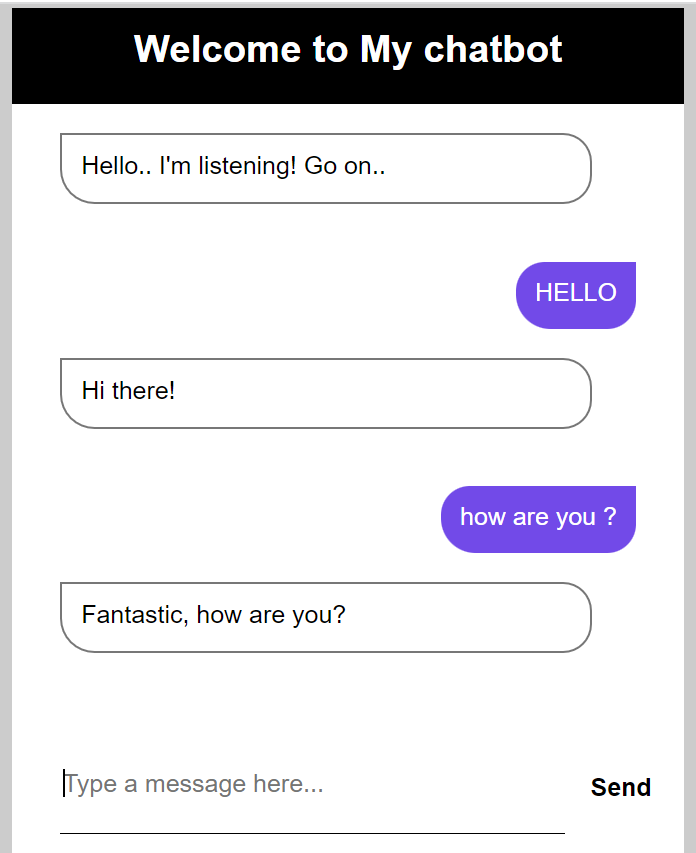 Welcome to My chatbot
Hello.. I'm listening! Go on..
HELLO
Hi there!
how are you ?
Fantastic, how are you?
Type a message here...
Send